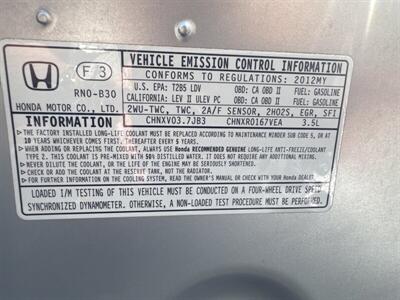 F 3
RNO-B30
HONDA MOTOR CO., LTD.
VEHICLE EMISSION CONTROL INFORMATION
CONFORMS TO REGULATIONS: 2012MY
U.S. EPA: T2B5 LDV OBD: CA OBD II FUEL: GASOLINE
CALIFORNIA: LEV II ULEV PC OBD: CA OBD II FUEL: GASOLINE
2WU-TWC, TWC, 2A/F SENSOR, 2HO2S, EGR, SFI
INFORMATION CHNXV03.7JB3 CHNXR0167VEA 3.5L
➤THE FACTORY INSTALLED LONG-LIFE COOLANT MUST BE REPLACED ACCORDING TO MAINTENANCE MINDER SUB CODE 5, OR AT
10 YEARS WHICHEVER COMES FIRST; THEREAFTER EVERY 5 YEARS.
➤WHEN ADDING OR REPLACING THE COOLANT, ALWAYS USE Honda RECOMMENDED GENUINE LONG-LIFE ANTI-FREEZE/COOLANT
TYPE 2. THIS COOLANT IS PRE-MIXED WITH 50% DISTILLED WATER AND DOES NOT REQUIRE ANY ADDITIONAL MIXING.
➤NEVER DILUTE COOLANT, OR THE LIFE OF THE ENGINE MAY BE SERIOUSLY REDUCED.
➤CHECK OR ADD THE COOLANT AT THE RESERVE TANK, NOT THE RADIATOR.
➤FOR FURTHER INFORMATION ON THE COOLING SYSTEM, READ THE OWNER'S MANUAL OR CONTACT YOUR Honda DEALER.
LOADED I/M TESTING OF THIS VEHICLE MUST BE CONDUCTED ON A FOUR-WHEEL DRIVE SPEED
SYNCHRONIZED DYNAMOMETER. OTHERWISE, A NON-LOADED TEST PROCEDURE MUST BE USED.